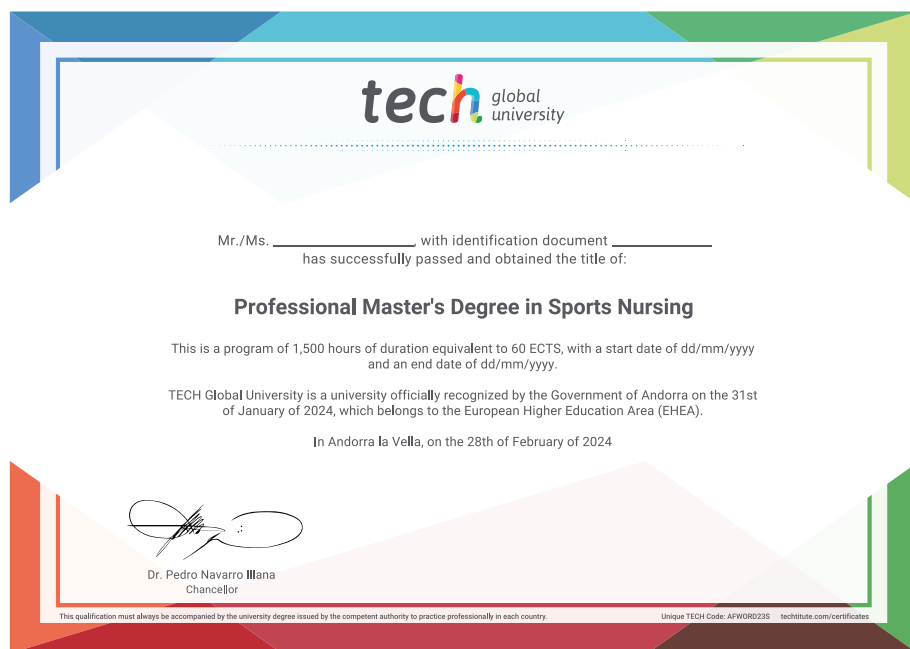 tech global university
Mr./Ms. ____________, with identification document ____________
has successfully passed and obtained the title of:
Professional Master's Degree in Sports Nursing
This is a program of 1,500 hours of duration equivalent to 60 ECTS, with a start date of dd/mm/yyyy
and an end date of dd/mm/yyyy.
TECH Global University is a university officially recognized by the Government of Andorra on the 31st
of January of 2024, which belongs to the European Higher Education Area (EHEA).
In Andorra la Vella, on the 28th of February of 2024
Dr. Pedro Navarro Illana
Chancellor
This qualification must always be accompanied by the university degree issued by the competent authority to practice professionally in each country.
Unique TECH Code: AFWORD23S techtitute.com/certificates